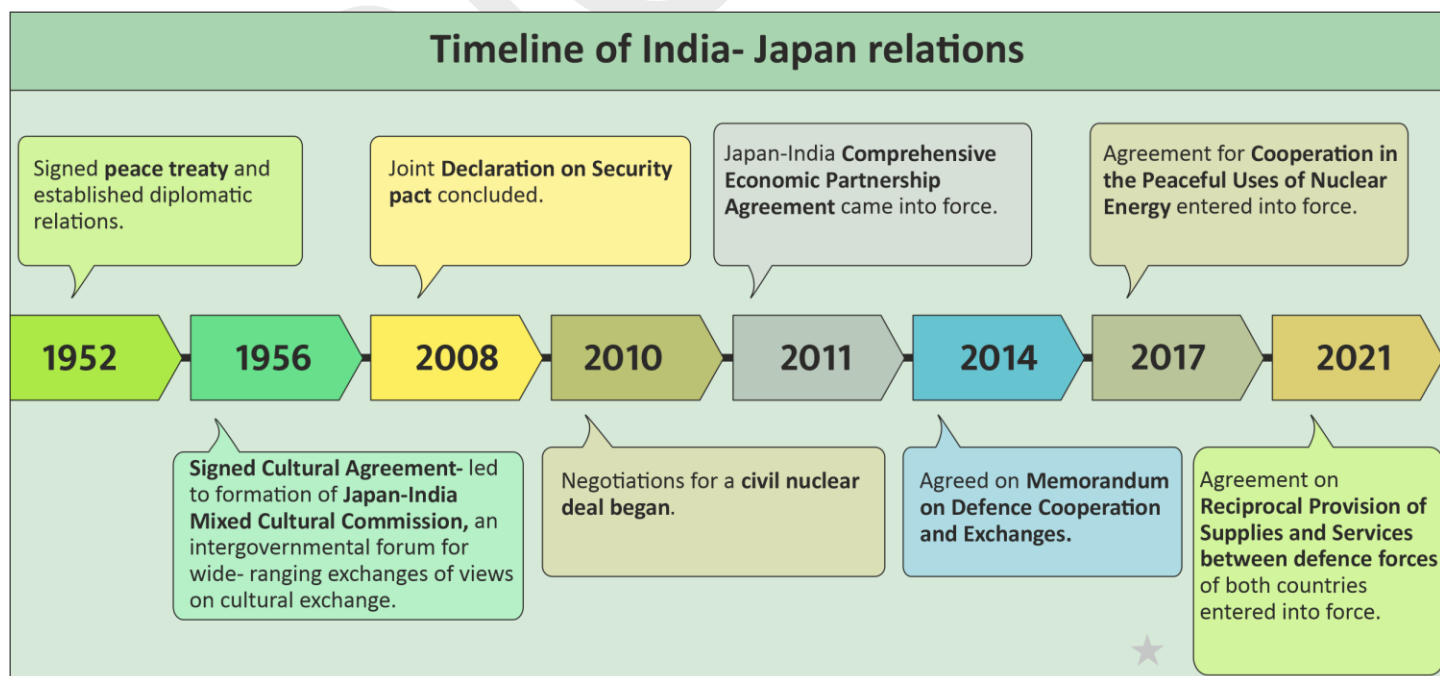 Timeline of India- Japan relations
Signed peace treaty and
established diplomatic
relations.
Joint Declaration on Security
pact concluded.
Japan-India Comprehensive
Economic Partnership
Agreement came into force.
Agreement for Cooperation in
the Peaceful Uses of Nuclear
Energy entered into force.
1952
1956
2008
2010
2011
2014
2017
2021
Signed Cultural Agreement- led
to formation of Japan-India
Mixed Cultural Commission, an
intergovernmental forum for
wide- ranging exchanges of views
on cultural exchange.
Negotiations for a civil nuclear
deal began.
Agreed on Memorandum
on Defence Cooperation
and Exchanges.
Agreement on
Reciprocal Provision of
Supplies and Services
between defence forces
of both countries
entered into force.